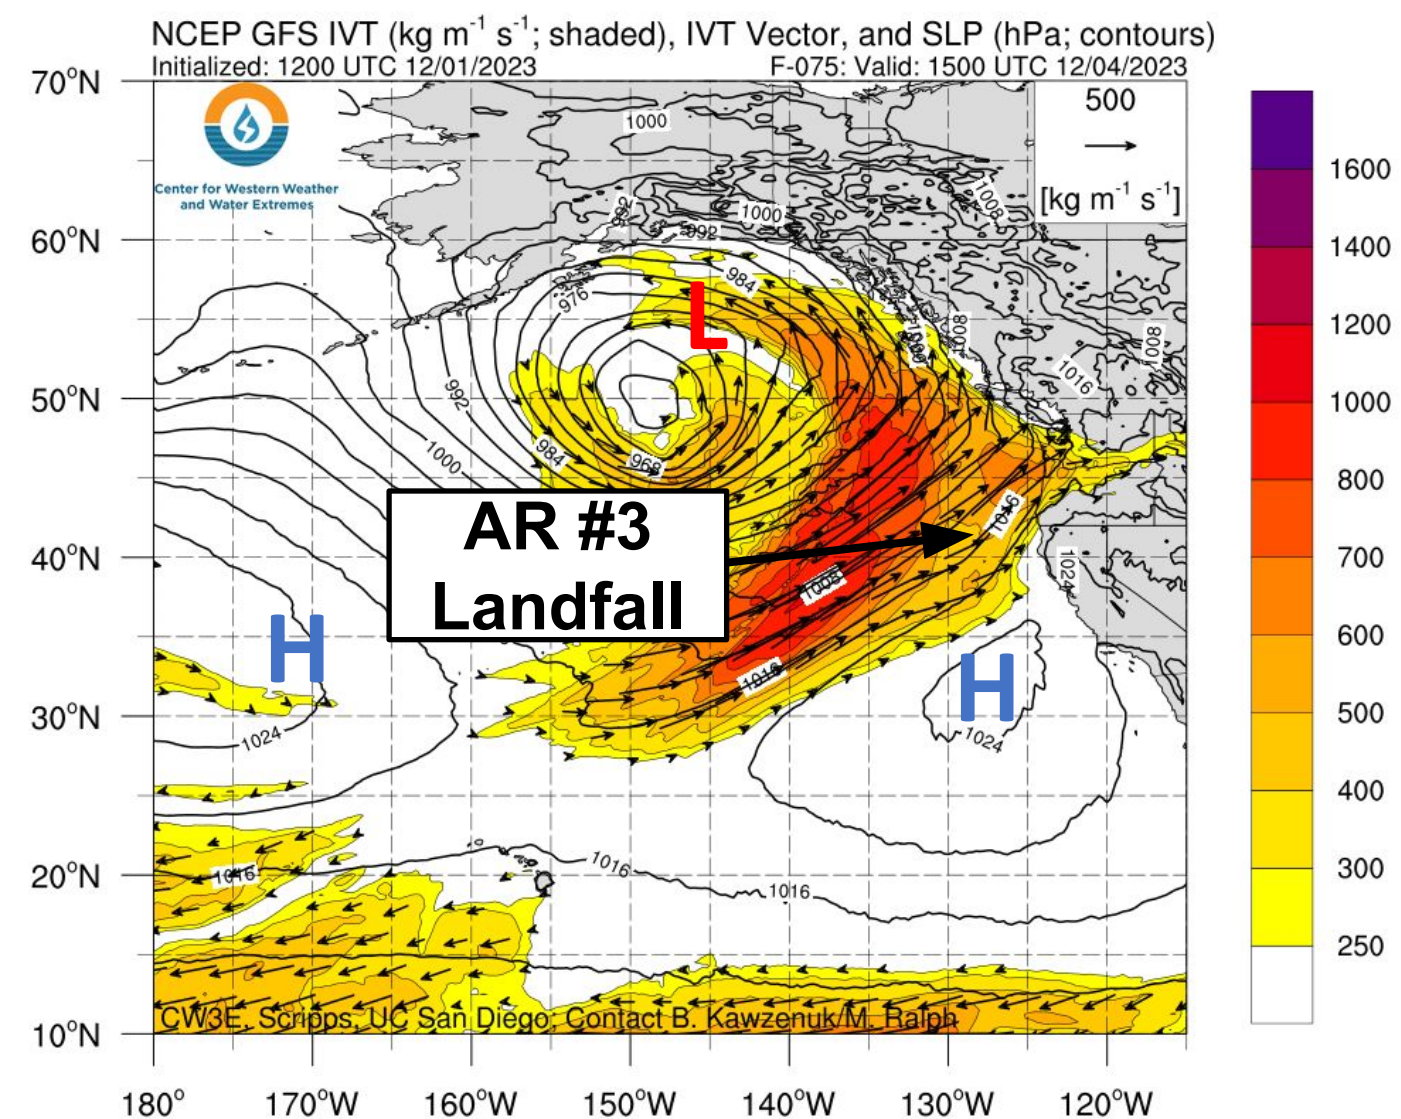 NCEP GFS IVT (kg m⁻¹ s⁻¹; shaded), IVT Vector, and SLP (hPa; contours)
Initialized: 1200 UTC 12/01/2023 F-075: Valid: 1500 UTC 12/04/2023
70°N
60°N
50°N
40°N
30°N
20°N
10°N
Center for Western Weather
and Water Extremes
500
[kg m⁻¹ s⁻¹]
1000
1008
992
1000
992
984
976
L
1008
1008
1016
992
1000
984
968
AR #3
Landfall
1016
1024
1008
H
H
1016
1024
1024
1016
1016
1016
CW3E, Scripps, UC San Diego; Contact B. Kawzenuk/M. Ralph
180°
170°W
160°W
150°W
140°W
130°W
120°W
1600
1400
1200
1000
800
700
600
500
400
300
250